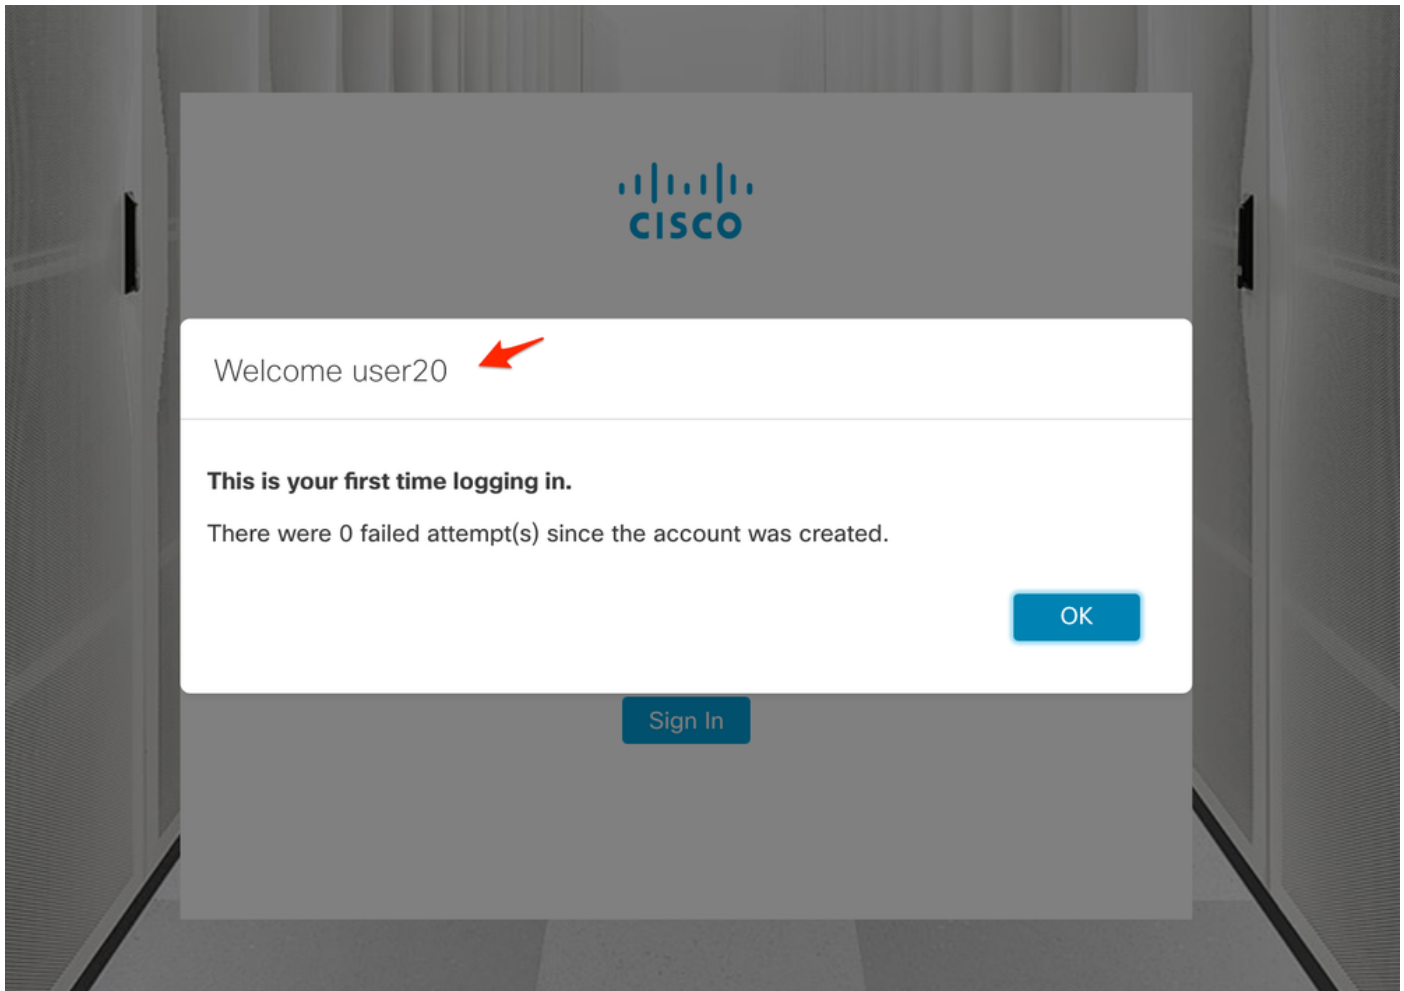 CISCO
Welcome user20
This is your first time logging in.
There were 0 failed attempt(s) since the account was created.
OK
Sign In